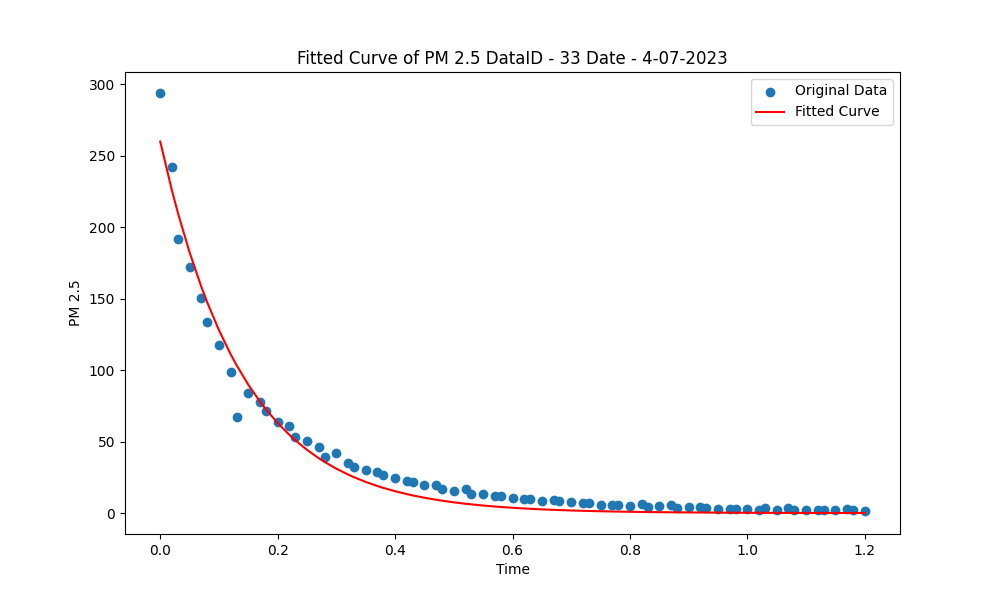 Fitted Curve of PM 2.5 DataID - 33 Date - 4-07-2023
Original Data
Fitted Curve
300
250
200
150
100
50
0
PM 2.5
0.0 0.2 0.4 0.6 0.8 1.0 1.2
Time